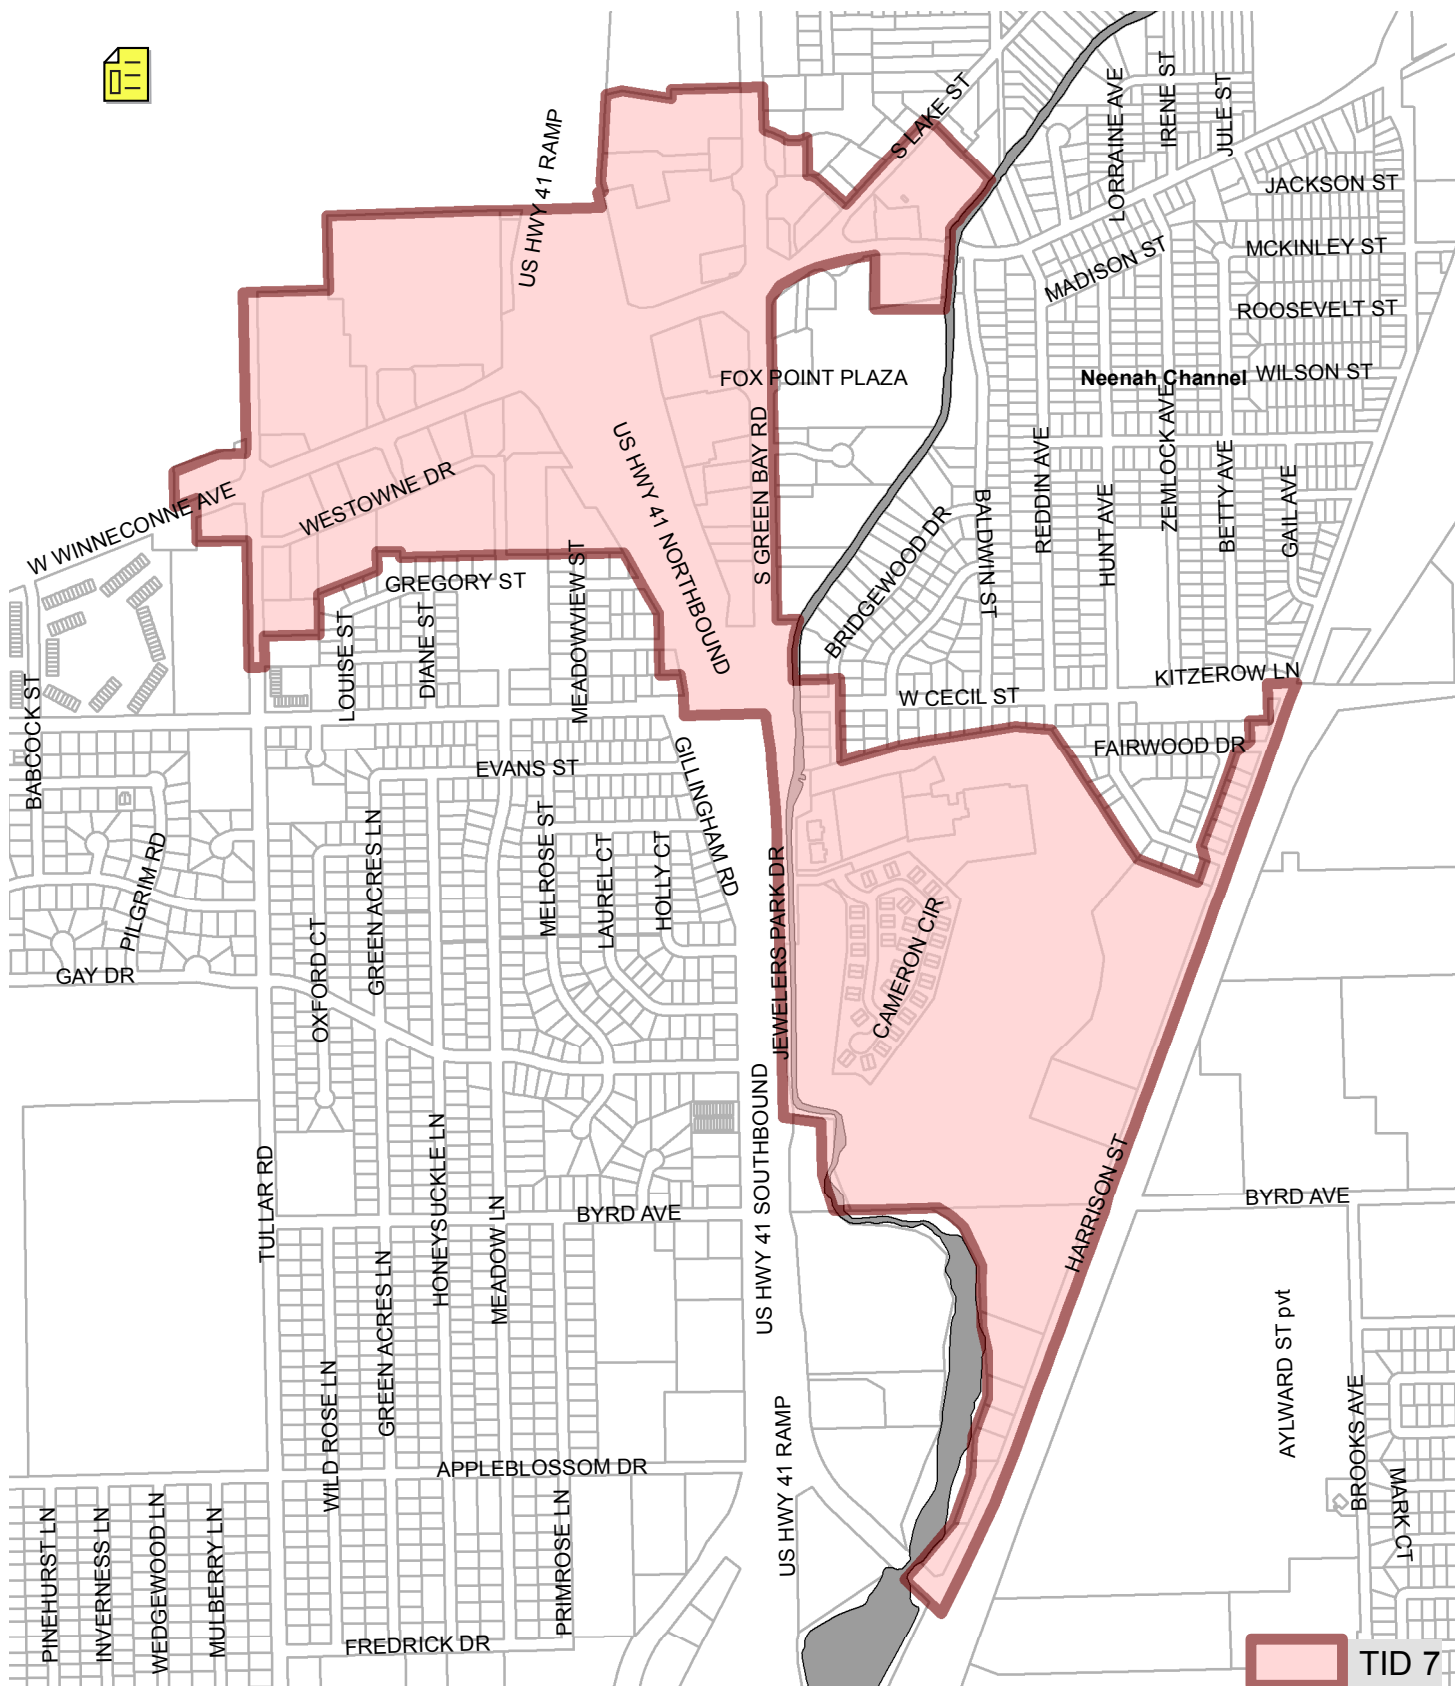 S LAKE ST
LORRAINE AVE
IRENE ST
JULE ST
US HWY 41 RAMP
JACKSON ST
MCKINLEY ST
MADISON ST
ROOSEVELT ST
FOX POINT PLAZA
Neenah Channel
WILSON ST
US HWY 41 NORTHBOUND
S GREEN BAY RD
REDDIN AVE
ZEMLOCK AVE
BETTY AVE
GAIL AVE
HUNT AVE
BALDWIN ST
BRIDGEWOOD DR
WESTOWNE DR
W WINNECONNE AVE
GREGORY ST
LOUISE ST
DIANE ST
MEADOWVIEW ST
KITZEROW LN
W CECIL ST
FAIRWOOD DR
BABCOCK ST
EVANS ST
GILLINGHAM RD
MELROSE ST
LAUREL CT
HOLLY CT
PILGRIM RD
GREEN ACRES LN
OXFORD CT
GAY DR
JEWELERS PARK DR
CAMERON CIR
US HWY 41 SOUTHBOUND
TULLAR RD
HONEYSUCKLE LN
MEADOW LN
BYRD AVE
HARRISON ST
BYRD AVE
GREEN ACRES LN
WILD ROSE LN
AYLWARD ST pvt
BROOKS AVE
US HWY 41 RAMP
APPLEBLOSSOM DR
MARK CT
PINEHURST LN
INVERNESS LN
WEDGEWOOD LN
MULBERRY LN
PRIMROSE LN
FREDRICK DR
TID 7